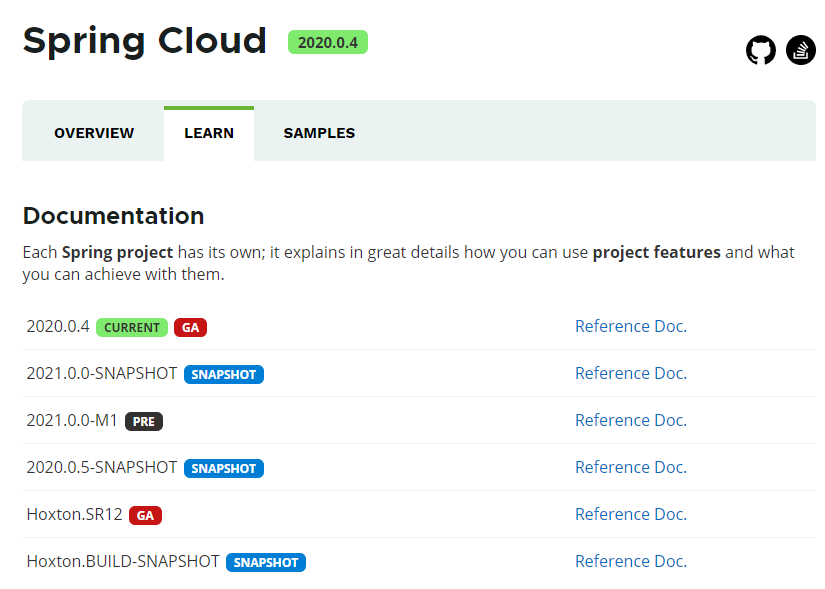 Spring Cloud 2020.0.4
OVERVIEW LEARN SAMPLES
Documentation
Each Spring project has its own; it explains in great details how you can use project features and what
you can achieve with them.
2020.0.4 CURRENT GA Reference Doc.
2021.0.0-SNAPSHOT SNAPSHOT Reference Doc.
2021.0.0-M1 PRE Reference Doc.
2020.0.5-SNAPSHOT SNAPSHOT Reference Doc.
Hoxton.SR12 GA Reference Doc.
Hoxton.BUILD-SNAPSHOT SNAPSHOT Reference Doc.